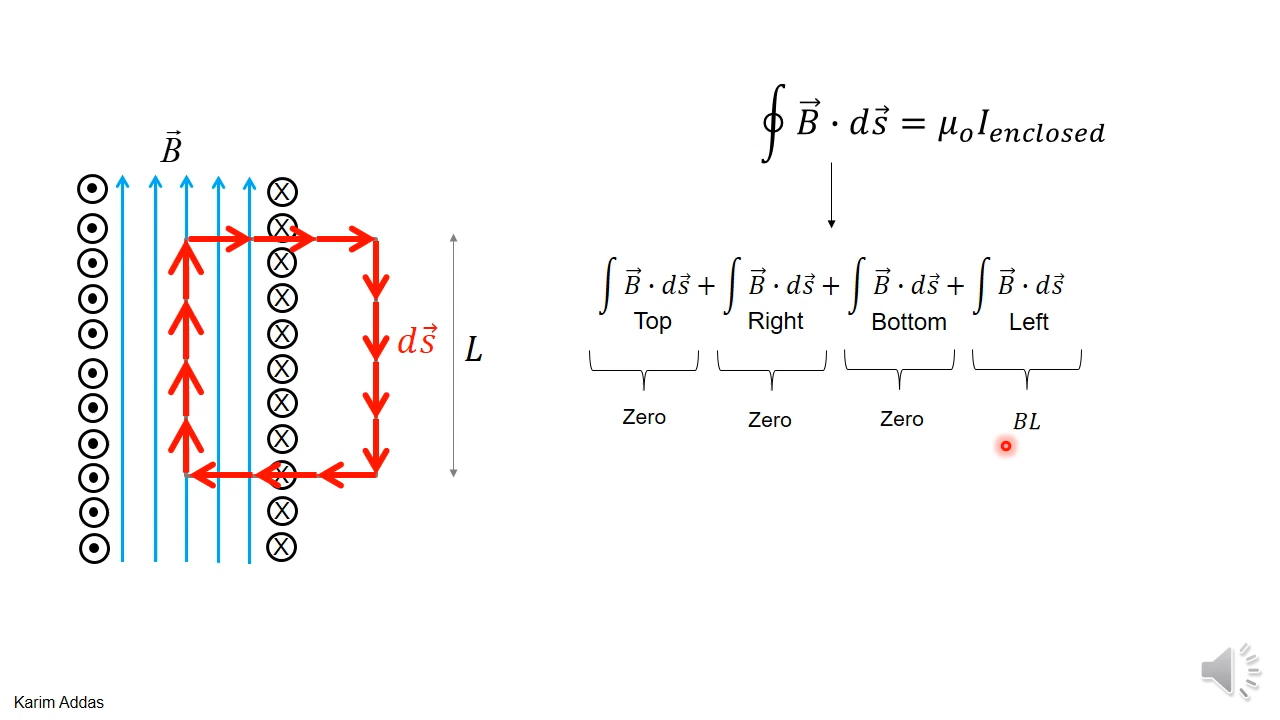 ∮ B⃗ · ds⃗ = μₒI_enclosed
B⃗
∫ B⃗ · ds⃗ + ∫ B⃗ · ds⃗ + ∫ B⃗ · ds⃗ + ∫ B⃗ · ds⃗
Top Right Bottom Left
ds⃗ L
Zero Zero Zero BL
X
X
X
X
X
X
X
X
X
X
X
Karim Addas